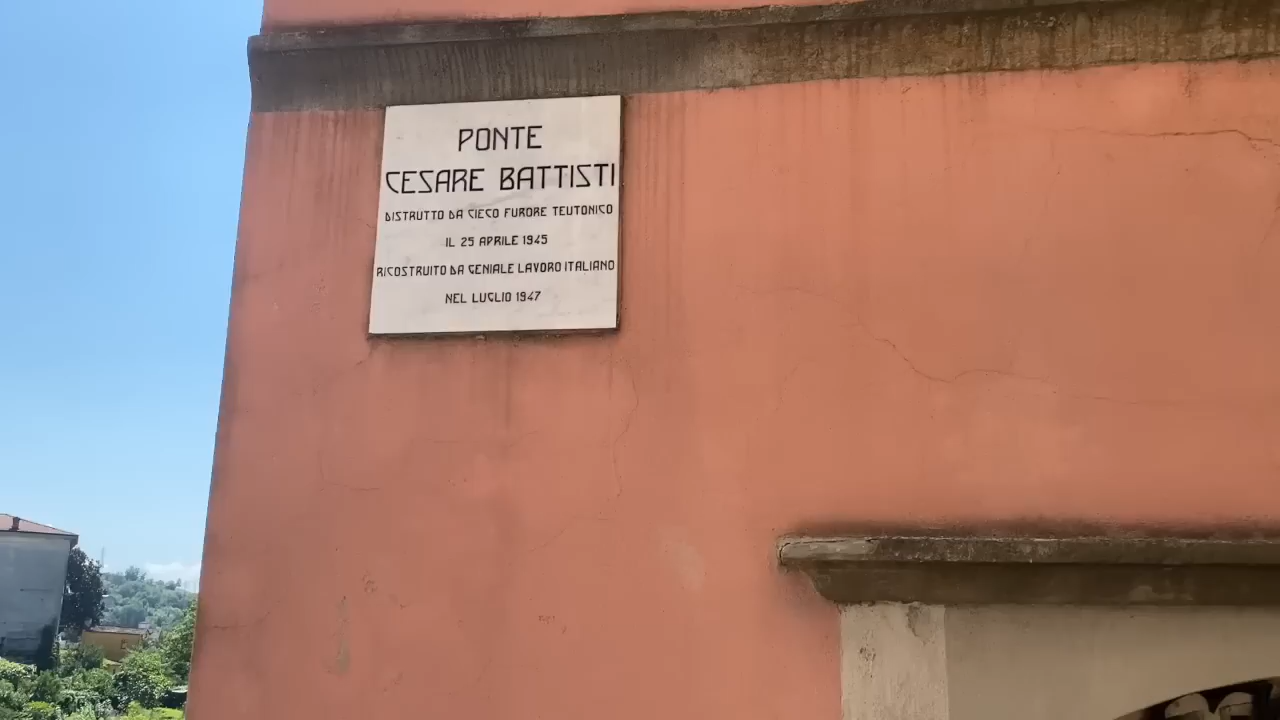 PONTE
CESARE BATTISTI
DISTRUTTO DA CIECO FURORE TEUTONICO
IL 25 APRILE 1945
RICOSTRUITO DA GENIALE LAVORO ITALIANO
NEL LUGLIO 1947